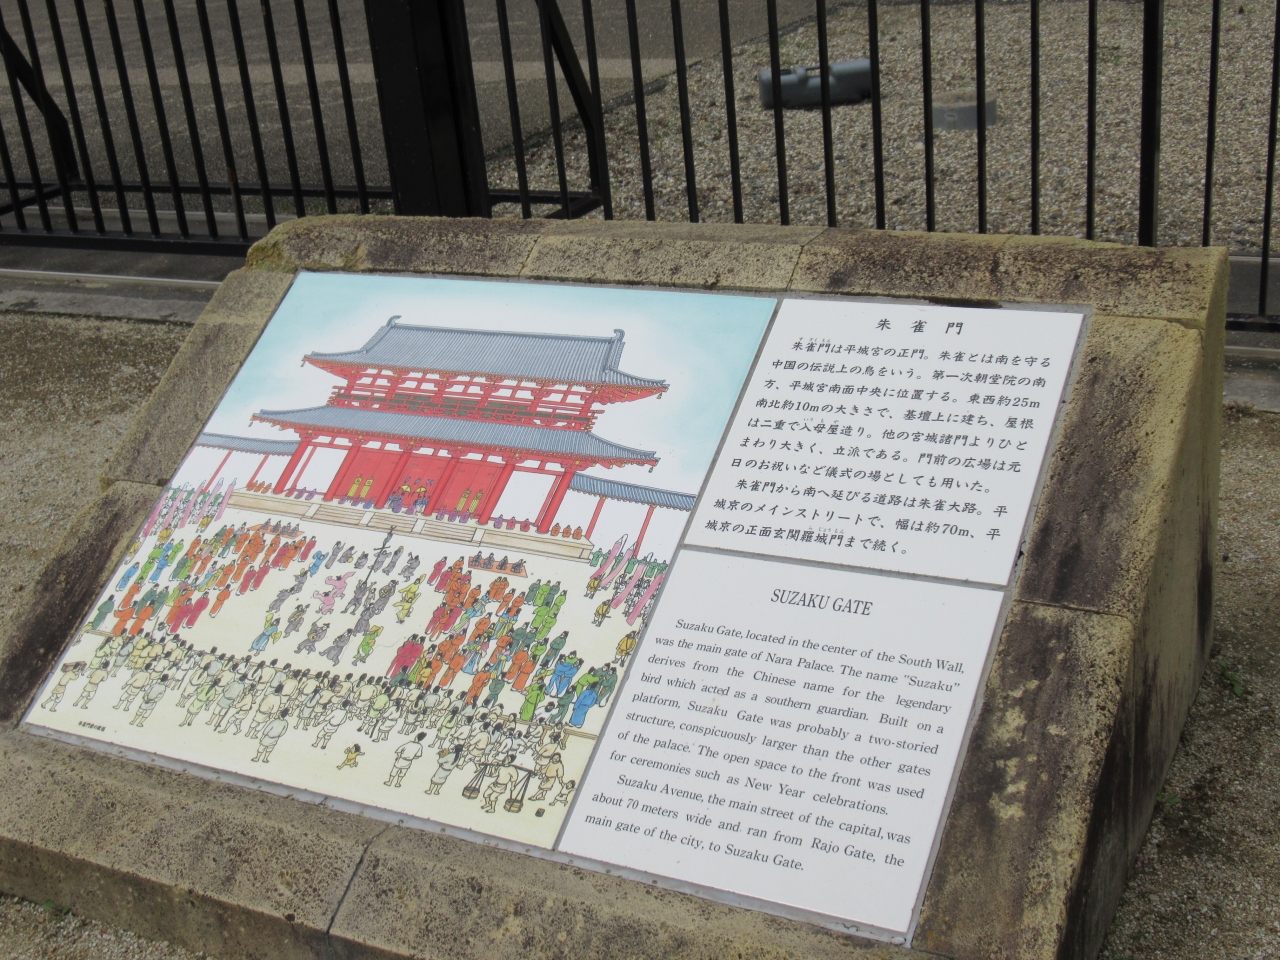 朱雀門
朱雀門は平城宮の正門。朱雀とは南を守る
中国の伝説上の鳥をいう。第一次朝堂院の南
方、平城宮南面中央に位置する。東西約25m
南北約10mの大きさで、基壇上に建ち、屋根
は二重で入母屋造り。他の宮城諸門よりひと
まわり大きく、立派である。門前の広場は元
日のお祝いなど儀式の場としても用いた。
朱雀門から南へ延びる道路は朱雀大路。平
城京のメインストリートで、幅は約70m、平
城京の正面玄関羅城門まで続く。
SUZAKU GATE
Suzaku Gate, located in the center of the South Wall,
was the main gate of Nara Palace. The name "Suzaku"
derives from the Chinese name for the legendary
bird which acted as a southern guardian. Built on a
platform, Suzaku Gate was probably a two-storied
structure, conspicuously larger than the other gates
of the palace. The open space to the front was used
for ceremonies such as New Year celebrations.
Suzaku Avenue, the main street of the capital, was
about 70 meters wide and ran from Rajo Gate, the
main gate of the city, to Suzaku Gate.